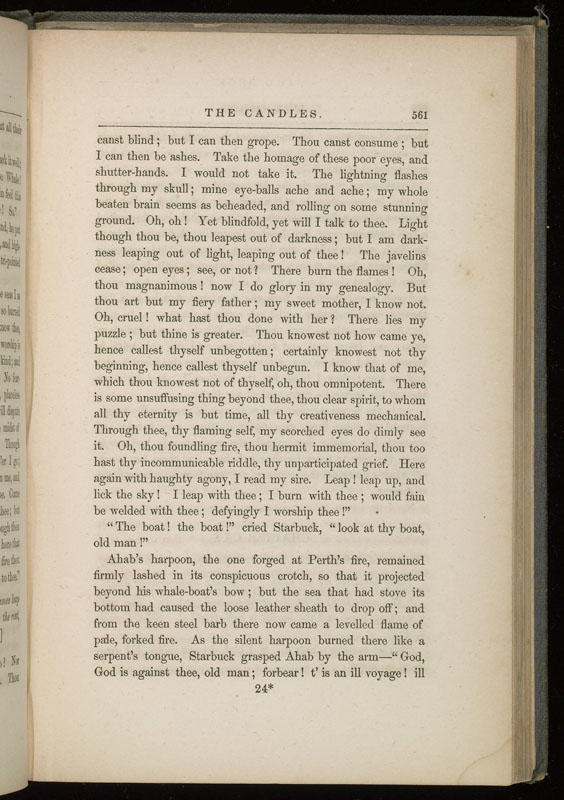 THE CANDLES. 561
canst blind; but I can then grope. Thou canst consume; but
I can then be ashes. Take the homage of these poor eyes, and
shutter-hands. I would not take it. The lightning flashes
through my skull; mine eye-balls ache and ache; my whole
beaten brain seems as beheaded, and rolling on some stunning
ground. Oh, oh! Yet blindfold, yet will I talk to thee. Light
though thou be, thou leapest out of darkness; but I am dark-
ness leaping out of light, leaping out of thee! The javelins
cease; open eyes; see, or not? There burn the flames! Oh,
thou magnanimous! now I do glory in my genealogy. But
thou art but my fiery father; my sweet mother, I know not.
Oh, cruel! what hast thou done with her? There lies my
puzzle; but thine is greater. Thou knowest not how came ye,
hence callest thyself unbegotten; certainly knowest not thy
beginning, hence callest thyself unbegun. I know that of me,
which thou knowest not of thyself, oh, thou omnipotent. There
is some unsuffusing thing beyond thee, thou clear spirit, to whom
all thy eternity is but time, all thy creativeness mechanical.
Through thee, thy flaming self, my scorched eyes do dimly see
it. Oh, thou foundling fire, thou hermit immemorial, thou too
hast thy incommunicable riddle, thy unparticipated grief. Here
again with haughty agony, I read my sire. Leap! leap up, and
lick the sky! I leap with thee; I burn with thee; would fain
be welded with thee; defyingly I worship thee!"
"The boat! the boat!" cried Starbuck, "look at thy boat,
old man!"
Ahab's harpoon, the one forged at Perth's fire, remained
firmly lashed in its conspicuous crotch, so that it projected
beyond his whale-boat's bow; but the sea that had stove its
bottom had caused the loose leather sheath to drop off; and
from the keen steel barb there now came a levelled flame of
pale, forked fire. As the silent harpoon burned there like a
serpent's tongue, Starbuck grasped Ahab by the arm—"God,
God is against thee, old man; forbear! t' is an ill voyage! ill
24*